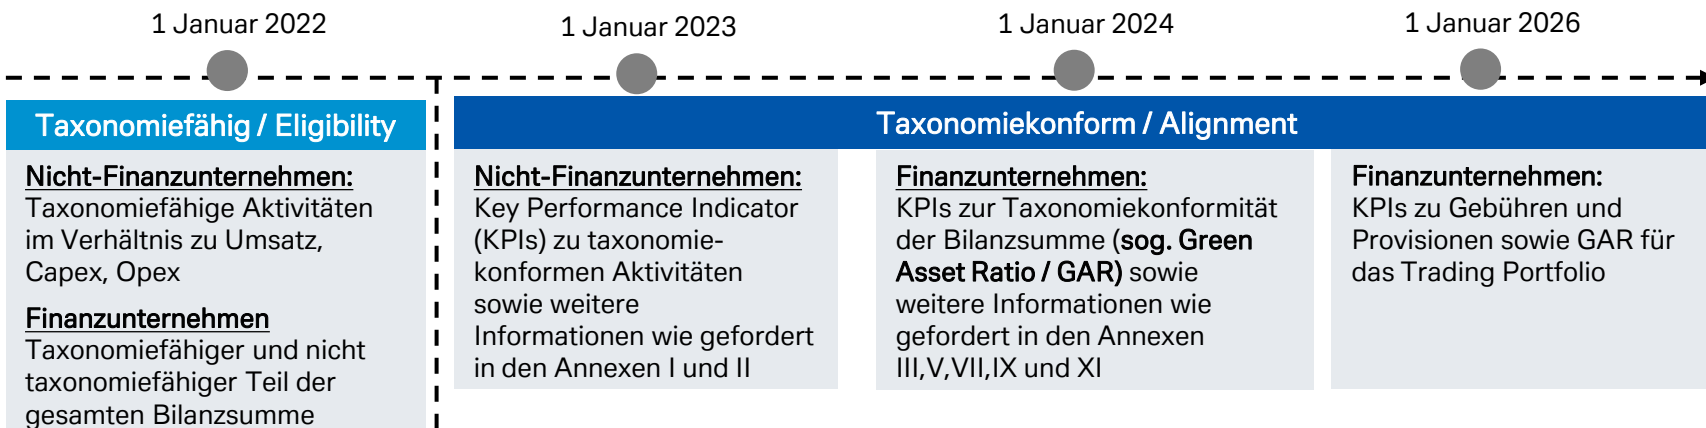 1 Januar 2022
1 Januar 2023
1 Januar 2024
1 Januar 2026
Taxonomiefähig / Eligibility
Taxonomiekonform / Alignment
Nicht-Finanzunternehmen:
Taxonomiefähige Aktivitäten
im Verhältnis zu Umsatz,
Capex, Opex
Finanzunternehmen
Taxonomiefähiger und nicht
taxonomiefähiger Teil der
gesamten Bilanzsumme
Nicht-Finanzunternehmen:
Key Performance Indicator
(KPIs) zu taxonomie-
konformen Aktivitäten
sowie weitere
Informationen wie gefordert
in den Annexen I und II
Finanzunternehmen:
KPIs zur Taxonomiekonformität
der Bilanzsumme (sog. Green
Asset Ratio / GAR) sowie
weitere Informationen wie
gefordert in den Annexen
III,V,VII,IX und XI
Finanzunternehmen:
KPIs zu Gebühren und
Provisionen sowie GAR für
das Trading Portfolio